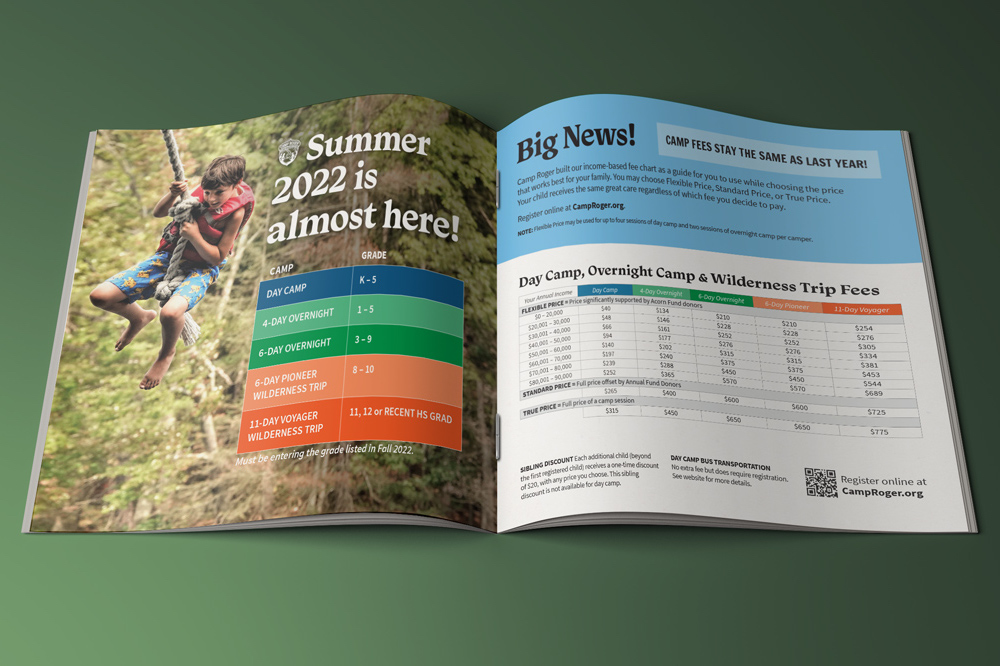 Summer
2022 is
almost here!
CAMP GRADE
DAY CAMP K – 5
4-DAY OVERNIGHT 1 – 5
6-DAY OVERNIGHT 3 – 9
6-DAY PIONEER 8 – 10
WILDERNESS TRIP
11-DAY VOYAGER 11, 12 or RECENT HS GRAD
WILDERNESS TRIP
Must be entering the grade listed in Fall 2022.
Big News!
CAMP FEES STAY THE SAME AS LAST YEAR!
Camp Roger built our income-based fee chart as a guide for you to use while choosing the price
that works best for your family. You may choose Flexible Price, Standard Price, or True Price.
Your child receives the same great care regardless of which fee you decide to pay.
Register online at CampRoger.org.
NOTE: Flexible Price may be used for up to four sessions of day camp and two sessions of overnight camp per camper.
Day Camp, Overnight Camp & Wilderness Trip Fees
Your Annual Income Day Camp 4-Day Overnight 6-Day Overnight 6-Day Pioneer 11-Day Voyager
FLEXIBLE PRICE = Price significantly supported by Acorn Fund donors
$0 – 20,000 $40 $134 $210 $210 $254
$20,001 – 30,000 $48 $146 $228 $228 $276
$30,001 – 40,000 $66 $161 $252 $252 $305
$40,001 – 50,000 $94 $177 $276 $276 $334
$50,001 – 60,000 $140 $202 $315 $315 $381
$60,001 – 70,000 $197 $240 $375 $375 $453
$70,001 – 80,000 $239 $288 $450 $450 $544
$80,001 – 90,000 $252 $365 $570 $570 $689
STANDARD PRICE = Full price offset by Annual Fund Donors
$265 $400 $600 $600 $725
TRUE PRICE = Full price of a camp session
$315 $450 $650 $650 $775
SIBLING DISCOUNT Each additional child (beyond
the first registered child) receives a one-time discount
of $20, with any price you choose. This sibling
discount is not available for day camp.
DAY CAMP BUS TRANSPORTATION
No extra fee but does require registration.
See website for more details.
Register online at
CampRoger.org